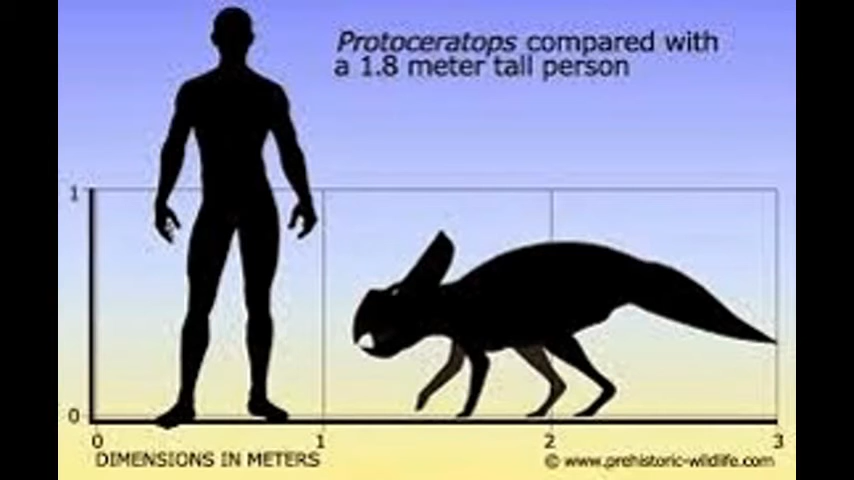 Protoceratops compared with
a 1.8 meter tall person
1
0
0 1 2 3
DIMENSIONS IN METERS © www.prehistoric-wildlife.com